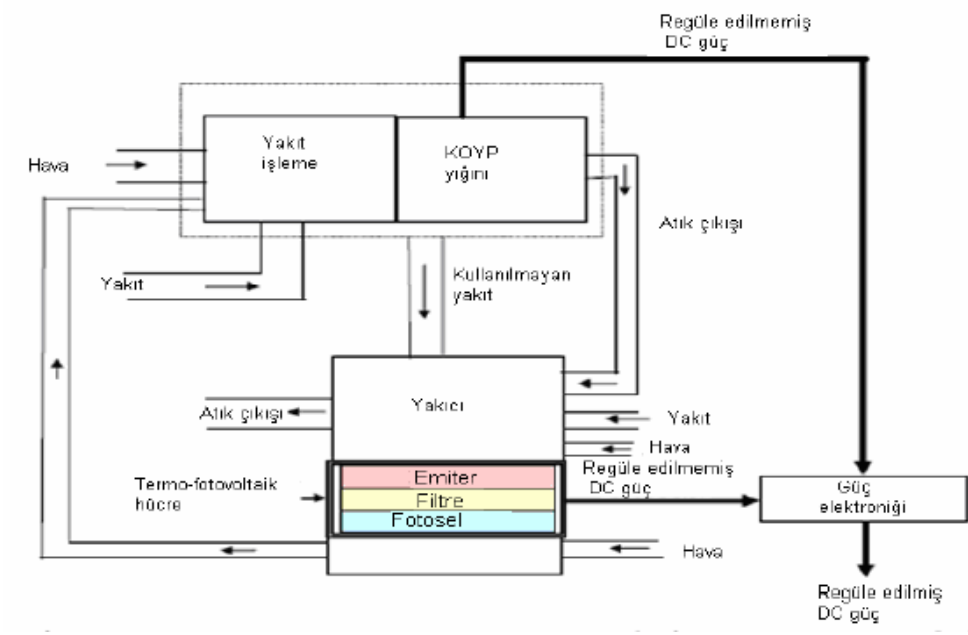 Regüle edilmemiş
DC güç
Yakıt
işleme
KOYP
yığını
Hava
Atık çıkışı
Yakıt
Kullanılmayan
yakıt
Yakıcı
Atık çıkışı
Yakıt
Hava
Emiter
Regüle edilmemiş
DC güç
Termo-fotovoltaik
hücre
Filtre
Fotosel
Güç
elektroniği
Hava
Regüle edilmiş
DC güç